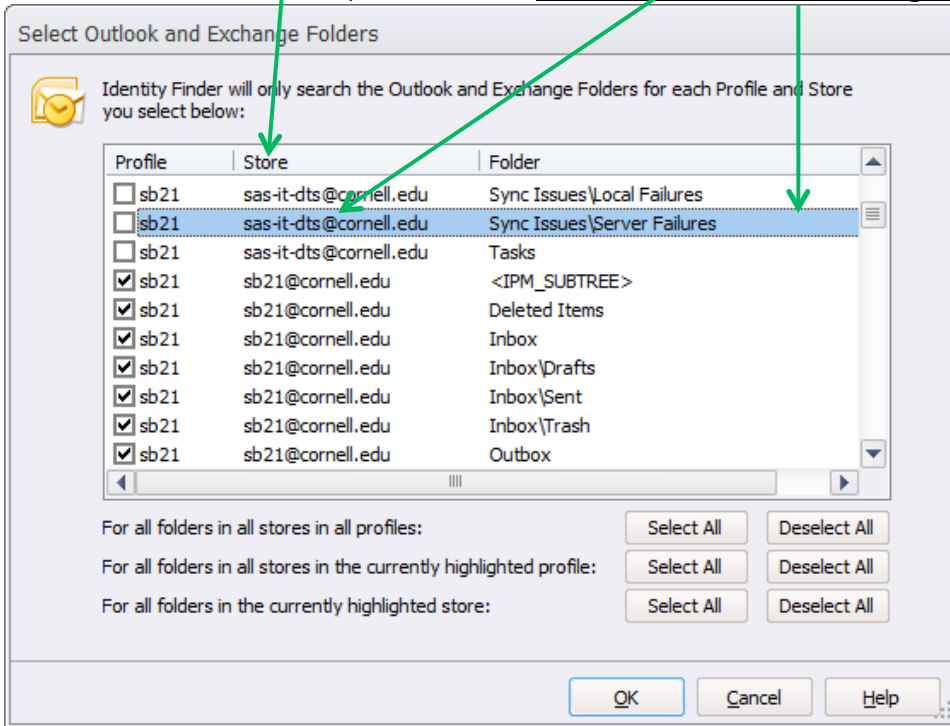 Select Outlook and Exchange Folders
Identity Finder will only search the Outlook and Exchange Folders for each Profile and Store
you select below:
Profile Store Folder
sb21 sas-it-dts@cornell.edu Sync Issues\Local Failures
sb21 sas-it-dts@cornell.edu Sync Issues\Server Failures
sb21 sas-it-dts@cornell.edu Tasks
sb21 sb21@cornell.edu <IPM_SUBTREE>
sb21 sb21@cornell.edu Deleted Items
sb21 sb21@cornell.edu Inbox
sb21 sb21@cornell.edu Inbox\Drafts
sb21 sb21@cornell.edu Inbox\Sent
sb21 sb21@cornell.edu Inbox\Trash
sb21 sb21@cornell.edu Outbox
For all folders in all stores in all profiles: Select All Deselect All
For all folders in all stores in the currently highlighted profile: Select All Deselect All
For all folders in the currently highlighted store: Select All Deselect All
OK Cancel Help